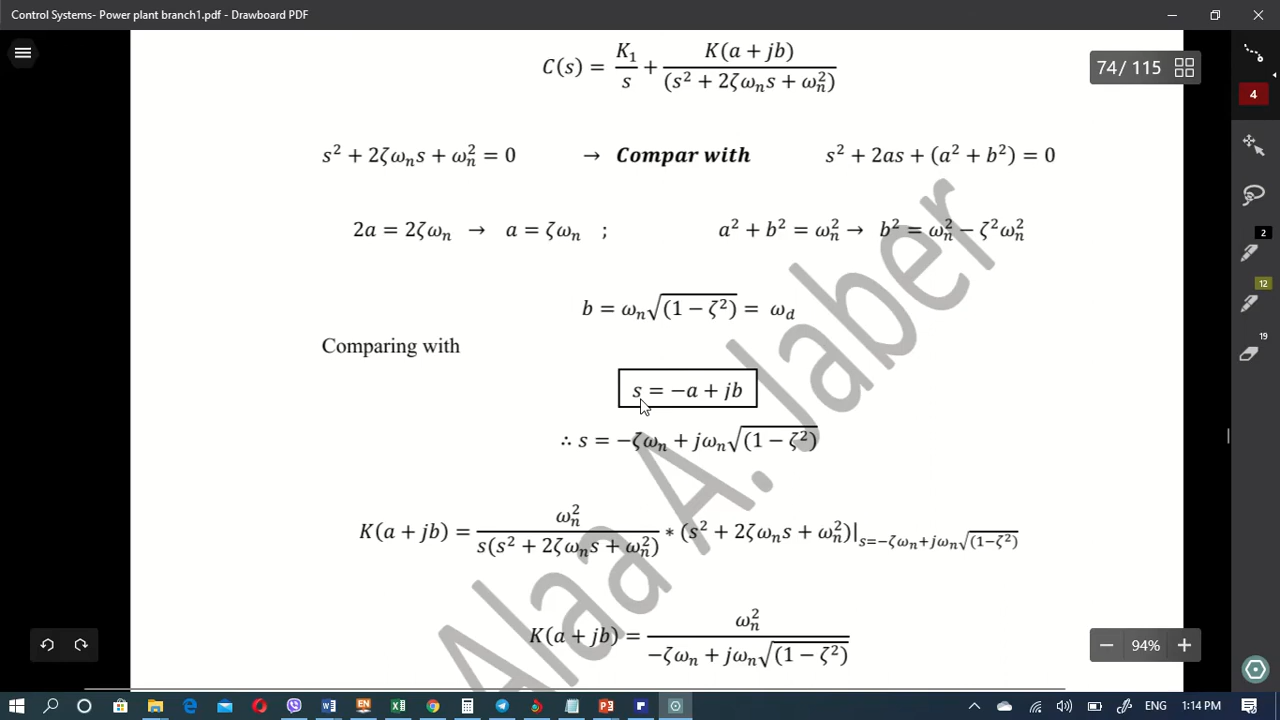 Control Systems- Power plant branch1.pdf - Drawboard PDF
C(s) = K₁/s + K(a + jb)/(s² + 2ζωₙs + ωₙ²)
74 / 115
4
s² + 2ζωₙs + ωₙ² = 0 → Compar with s² + 2as + (a² + b²) = 0
2a = 2ζωₙ → a = ζωₙ ; a² + b² = ωₙ² → b² = ωₙ² − ζ²ωₙ²
2
12
b = ωₙ√(1 − ζ²) = ω_d
Comparing with
s = −a + jb
∴ s = −ζωₙ + jωₙ√(1 − ζ²)
K(a + jb) = ωₙ²/s(s² + 2ζωₙs + ωₙ²) * (s² + 2ζωₙs + ωₙ²)|s=−ζωₙ+jωₙ√(1−ζ²)
K(a + jb) = ωₙ²/−ζωₙ + jωₙ√(1 − ζ²)
Alaa A. Jaber
94%
ENG 1:14 PM